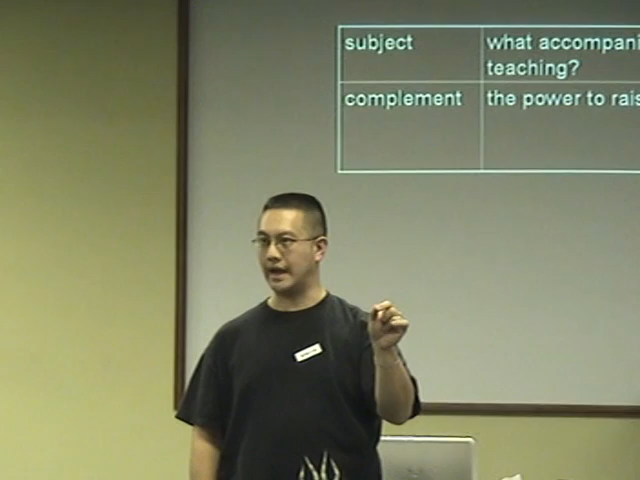 subject
what accompani
teaching?
complement
the power to rais